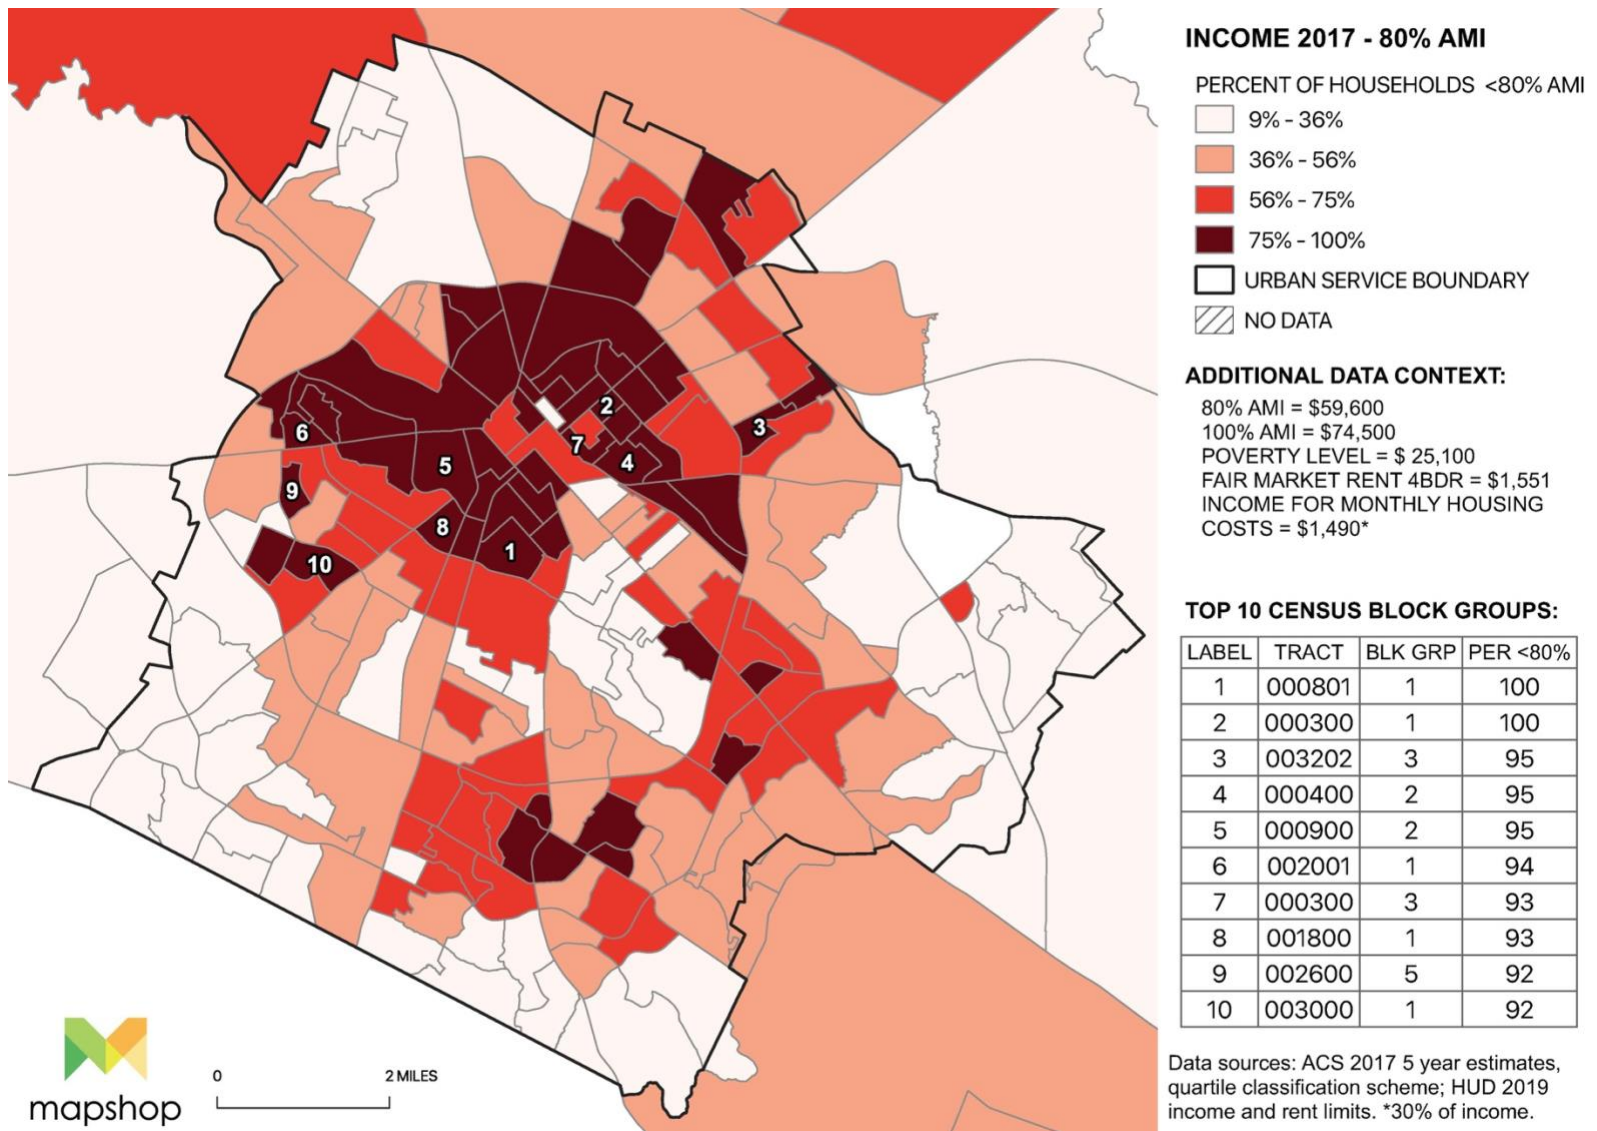 INCOME 2017 - 80% AMI
PERCENT OF HOUSEHOLDS <80% AMI
9% - 36%
36% - 56%
56% - 75%
75% - 100%
URBAN SERVICE BOUNDARY
NO DATA
ADDITIONAL DATA CONTEXT:
80% AMI = $59,600
100% AMI = $74,500
POVERTY LEVEL = $ 25,100
FAIR MARKET RENT 4BDR = $1,551
INCOME FOR MONTHLY HOUSING
COSTS = $1,490*
TOP 10 CENSUS BLOCK GROUPS:
LABEL TRACT BLK GRP PER <80%
1 000801 1 100
2 000300 1 100
3 003202 3 95
4 000400 2 95
5 000900 2 95
6 002001 1 94
7 000300 3 93
8 001800 1 93
9 002600 5 92
10 003000 1 92
Data sources: ACS 2017 5 year estimates,
quartile classification scheme; HUD 2019
income and rent limits. *30% of income.
2
3
6
7
4
5
9
8
1
10
0 2 MILES
mapshop